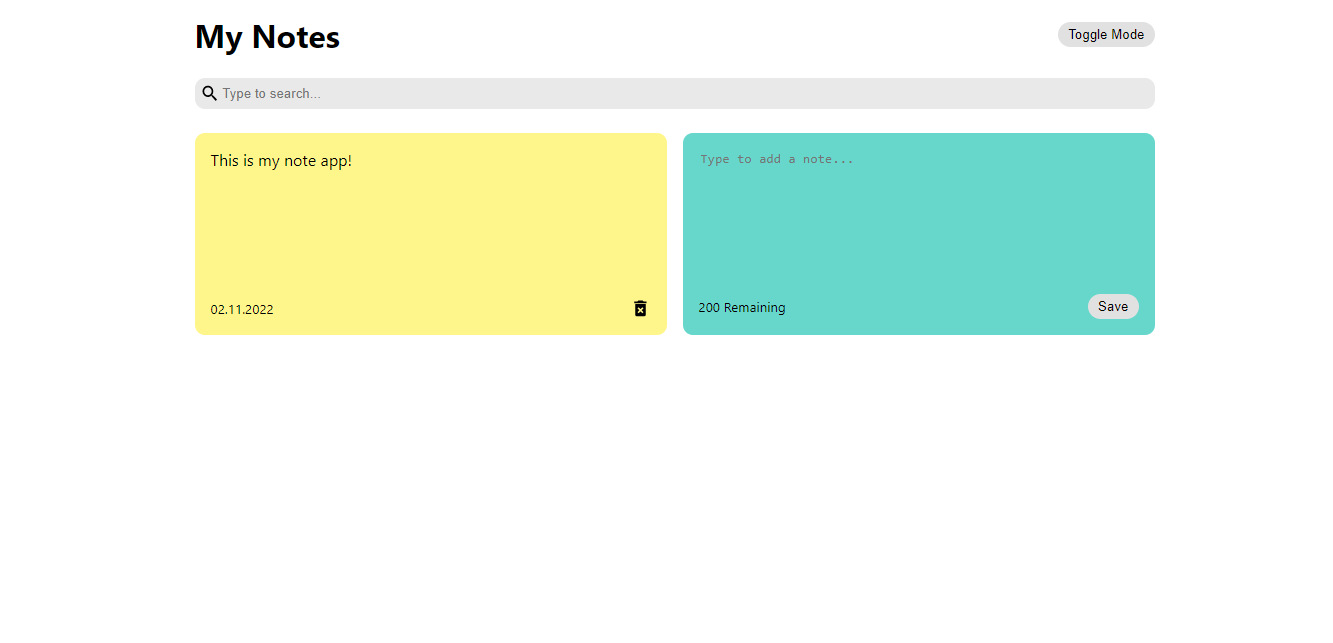 My Notes
Toggle Mode
Type to search...
This is my note app!
02.11.2022
Type to add a note...
200 Remaining
Save